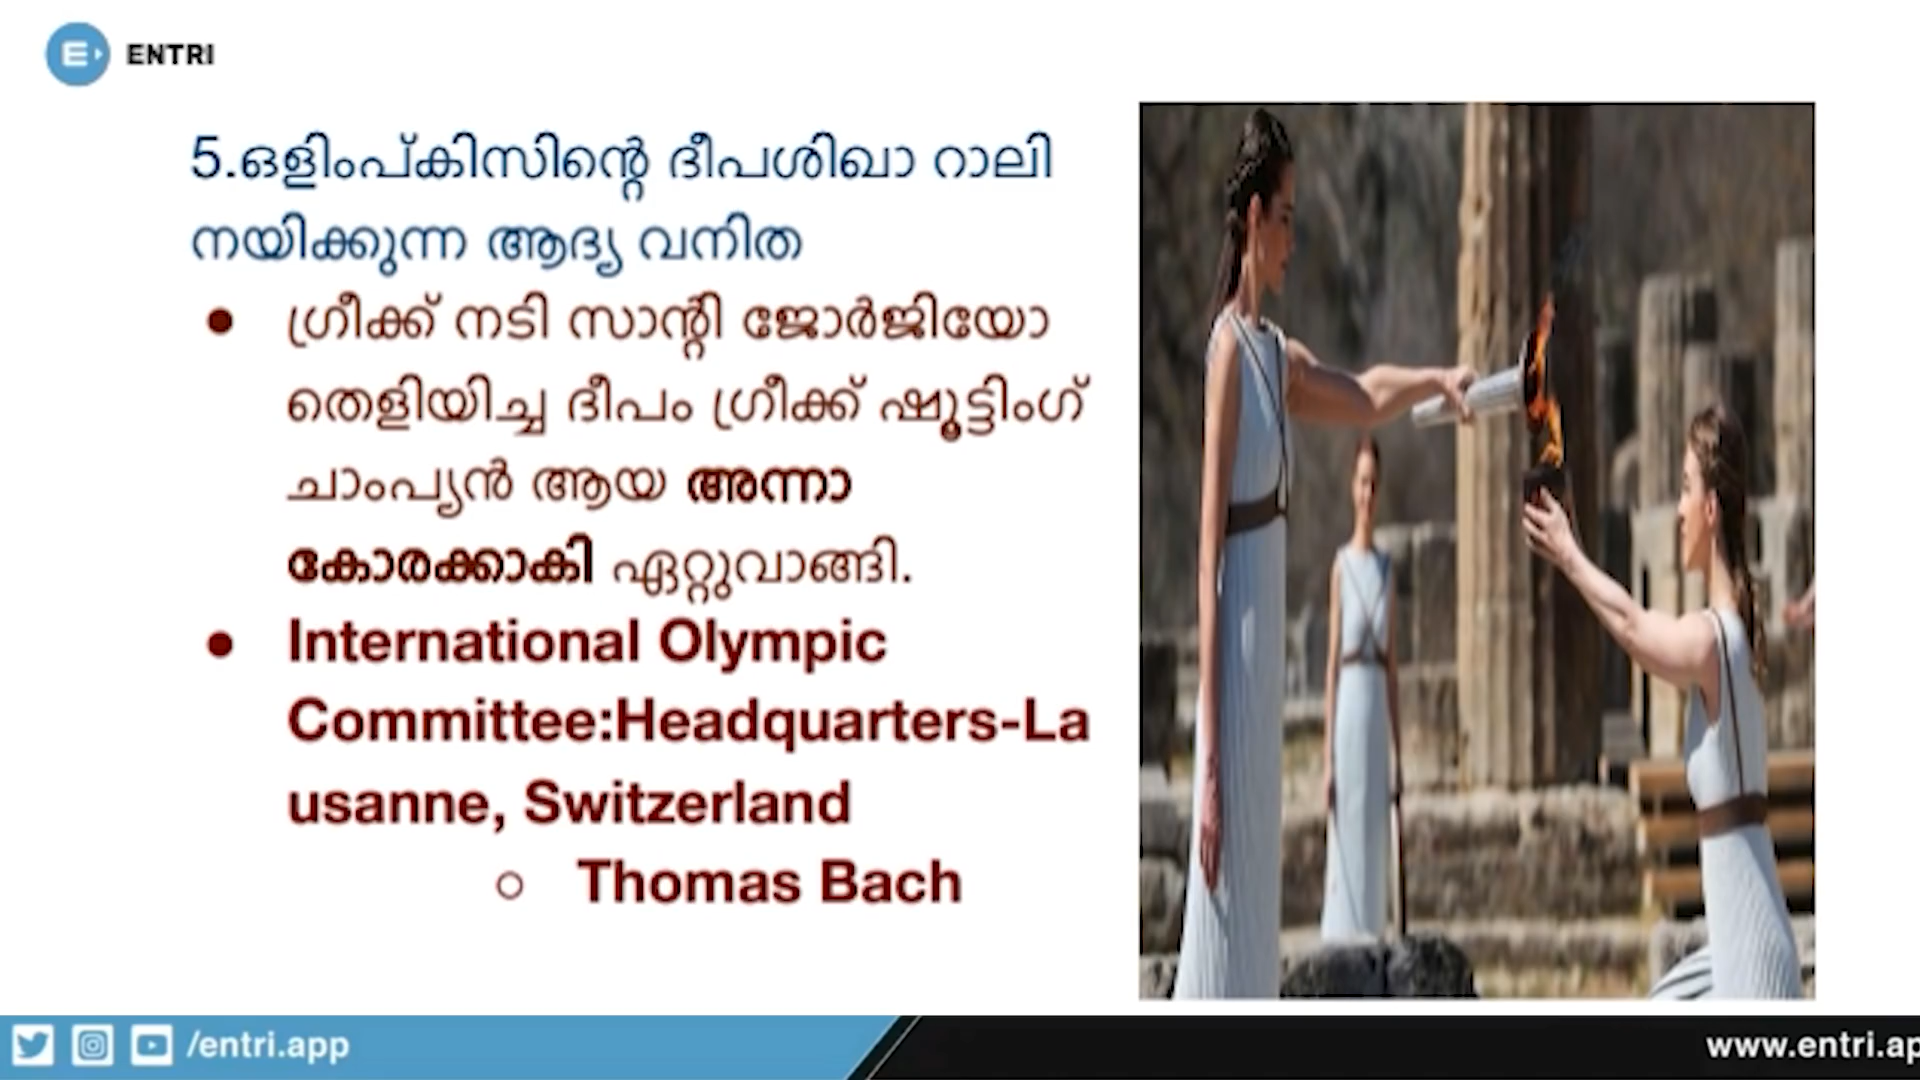 ENTRI
5.ഒളിംപ്കിസിന്റെ ദീപശിഖാ റാലി
നയിക്കുന്ന ആദ്യ വനിത
● ഗ്രീക്ക് നടി സാന്റി ജോർജിയോ
തെളിയിച്ച ദീപം ഗ്രീക്ക് ഷൂട്ടിംഗ്
ചാംപ്യൻ ആയ അന്നാ
കോരക്കാകി ഏറ്റുവാങ്ങി.
● International Olympic
Committee:Headquarters-La
usanne, Switzerland
○ Thomas Bach
/entri.app
www.entri.ap